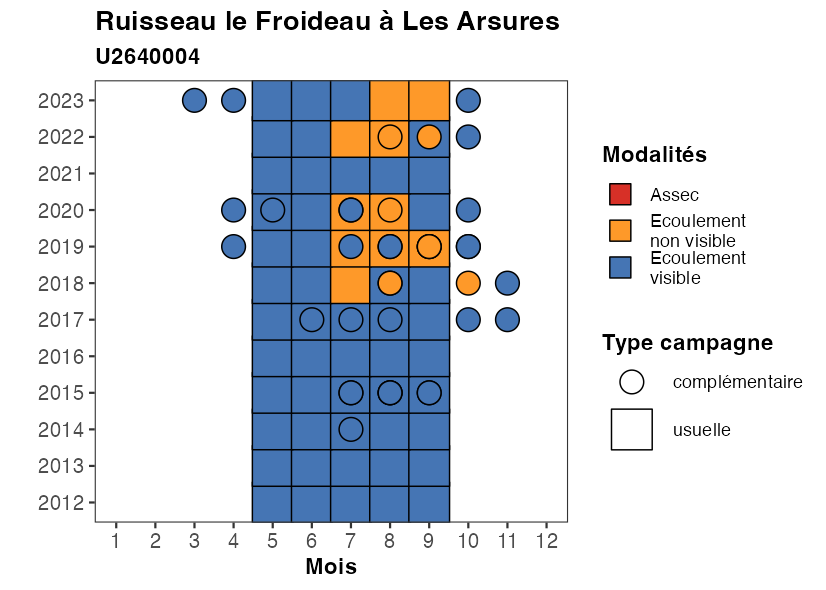 Ruisseau le Froideau à Les Arsures
U2640004
2023
2022
2021
2020
2019
2018
2017
2016
2015
2014
2013
2012
1 2 3 4 5 6 7 8 9 10 11 12
Mois
Modalités
Assec
Ecoulement
non visible
Ecoulement
visible
Type campagne
complémentaire
usuelle